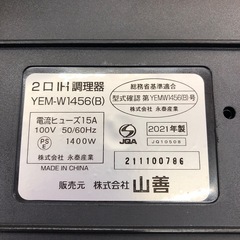 2口IH調理器
YEM-W1456(B)
株式会社 永泰産業
総務省基準適合
型式確認 第YEMW1456(B)号
電流ヒューズ15A
100V 50/60Hz
PSE 1400W
株式会社 永泰産業
MADE IN CHINA
JQA
2021年製
JQ10508
211100786
販売元 株式会社 山善